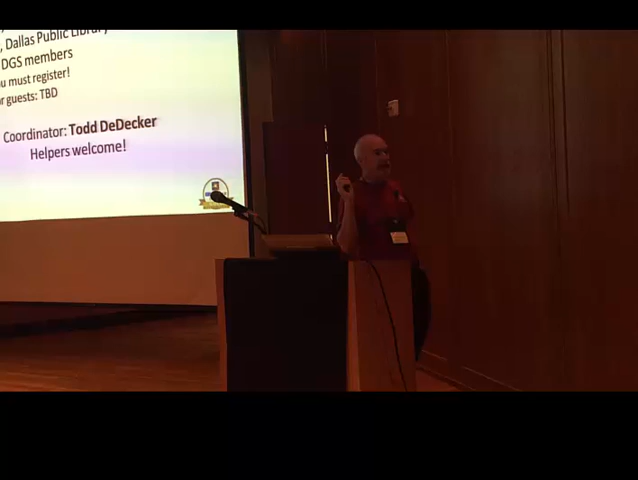 , Dallas Public Library
DGS members
u must register!
r guests: TBD
Coordinator: Todd DeDecker
Helpers welcome!